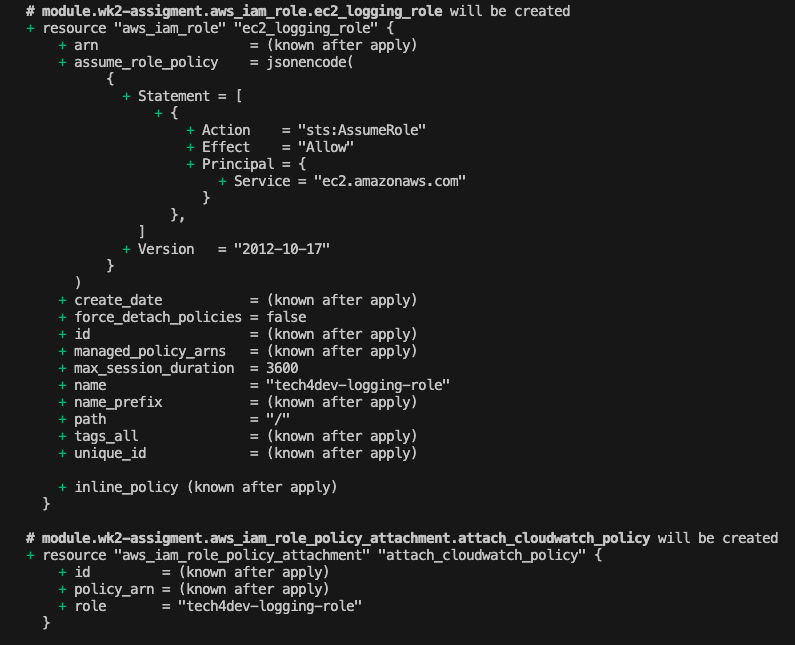 # module.wk2-assigment.aws_iam_role.ec2_logging_role will be created
+ resource "aws_iam_role" "ec2_logging_role" {
    + arn                   = (known after apply)
    + assume_role_policy    = jsonencode(
          {
            + Statement = [
                + {
                    + Action    = "sts:AssumeRole"
                    + Effect    = "Allow"
                    + Principal = {
                        + Service = "ec2.amazonaws.com"
                      }
                  },
              ]
            + Version   = "2012-10-17"
          }
      )
    + create_date           = (known after apply)
    + force_detach_policies = false
    + id                    = (known after apply)
    + managed_policy_arns   = (known after apply)
    + max_session_duration  = 3600
    + name                  = "tech4dev-logging-role"
    + name_prefix           = (known after apply)
    + path                  = "/"
    + tags_all              = (known after apply)
    + unique_id             = (known after apply)

    + inline_policy (known after apply)
  }

# module.wk2-assigment.aws_iam_role_policy_attachment.attach_cloudwatch_policy will be created
+ resource "aws_iam_role_policy_attachment" "attach_cloudwatch_policy" {
    + id         = (known after apply)
    + policy_arn = (known after apply)
    + role       = "tech4dev-logging-role"
  }